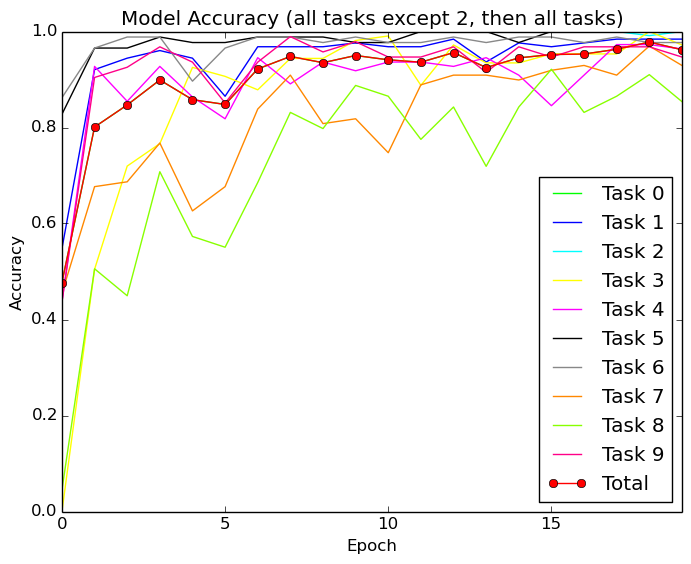 Model Accuracy (all tasks except 2, then all tasks)
1.0
0.8
0.6
0.4
0.2
0.0
Accuracy
0 5 10 15
Epoch
Task 0
Task 1
Task 2
Task 3
Task 4
Task 5
Task 6
Task 7
Task 8
Task 9
Total